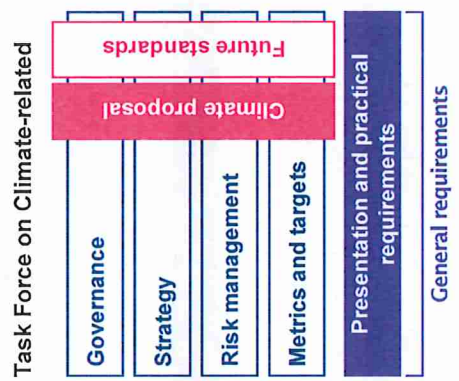 Task Force on Climate-related
Governance
Strategy
Risk management
Metrics and targets
Climate proposal
Future standards
Presentation and practical
requirements
General requirements